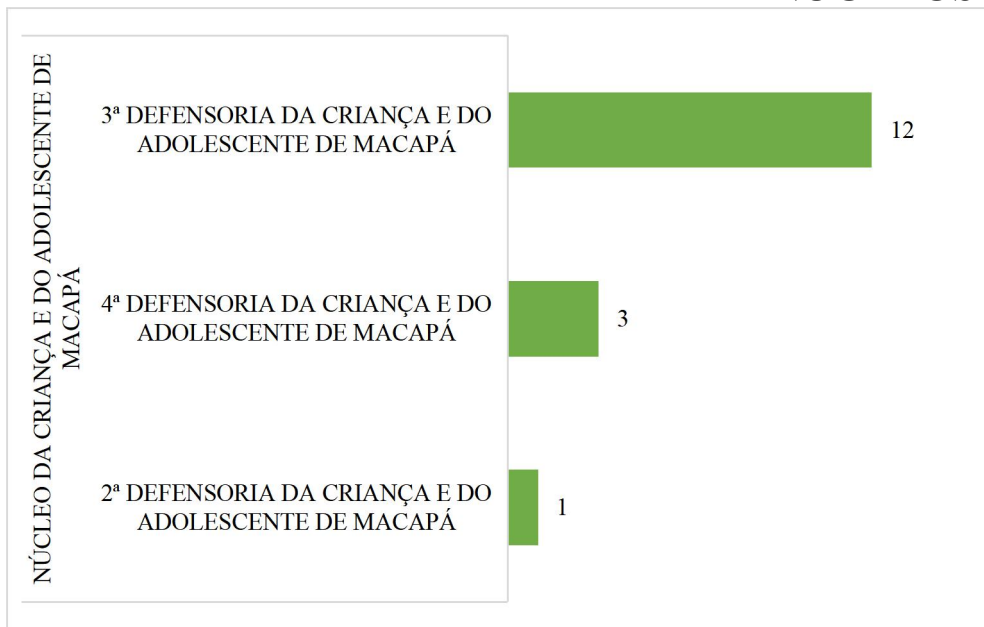 NÚCLEO DA CRIANÇA E DO ADOLESCENTE DE
MACAPÁ
3ª DEFENSORIA DA CRIANÇA E DO
ADOLESCENTE DE MACAPÁ
12
4ª DEFENSORIA DA CRIANÇA E DO
ADOLESCENTE DE MACAPÁ
3
2ª DEFENSORIA DA CRIANÇA E DO
ADOLESCENTE DE MACAPÁ
1